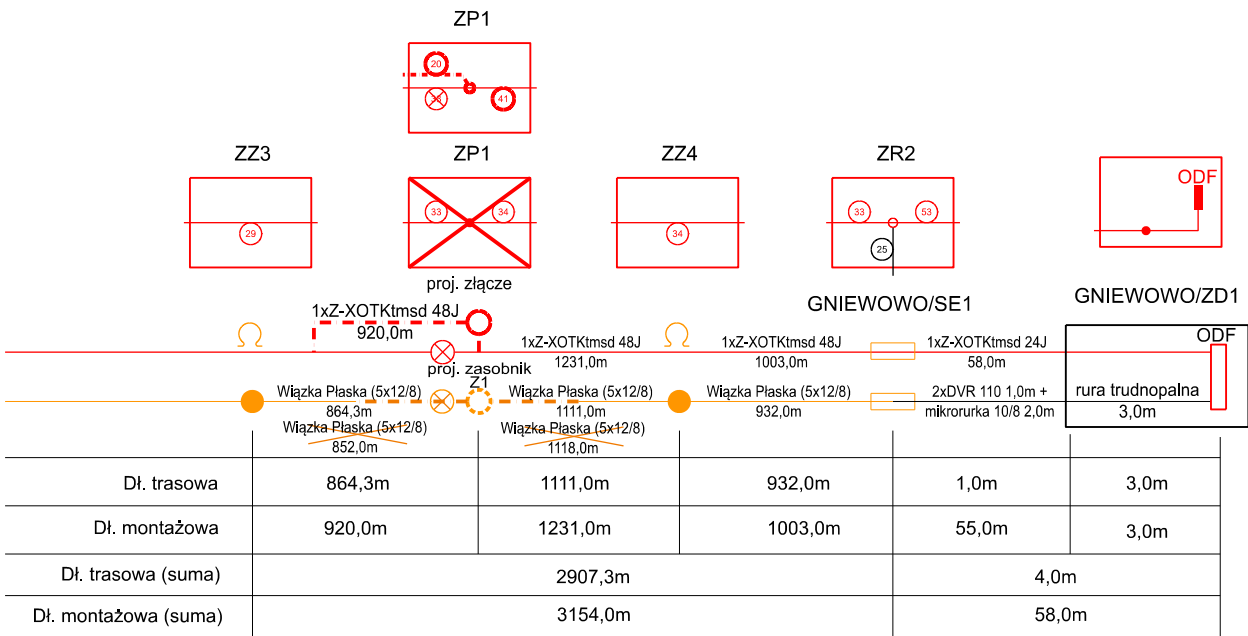 ZP1
20
33
41
ZZ3
ZP1
ZZ4
ZR2
29
33
34
34
33
53
25
ODF
proj. złącze
GNIEWOWO/SE1
GNIEWOWO/ZD1
1xZ-XOTKtmsd 48J
920,0m
1xZ-XOTKtmsd 48J
1231,0m
1xZ-XOTKtmsd 48J
1003,0m
1xZ-XOTKtmsd 24J
58,0m
ODF
proj. zasobnik
Z1
Wiązka Płaska (5x12/8)
864,3m
Wiązka Płaska (5x12/8)
852,0m
Wiązka Płaska (5x12/8)
1111,0m
Wiązka Płaska (5x12/8)
1118,0m
Wiązka Płaska (5x12/8)
932,0m
2xDVR 110 1,0m +
mikrorurka 10/8 2,0m
rura trudnopalna
3,0m
Dł. trasowa 864,3m 1111,0m 932,0m 1,0m 3,0m
Dł. montażowa 920,0m 1231,0m 1003,0m 55,0m 3,0m
Dł. trasowa (suma) 2907,3m 4,0m
Dł. montażowa (suma) 3154,0m 58,0m